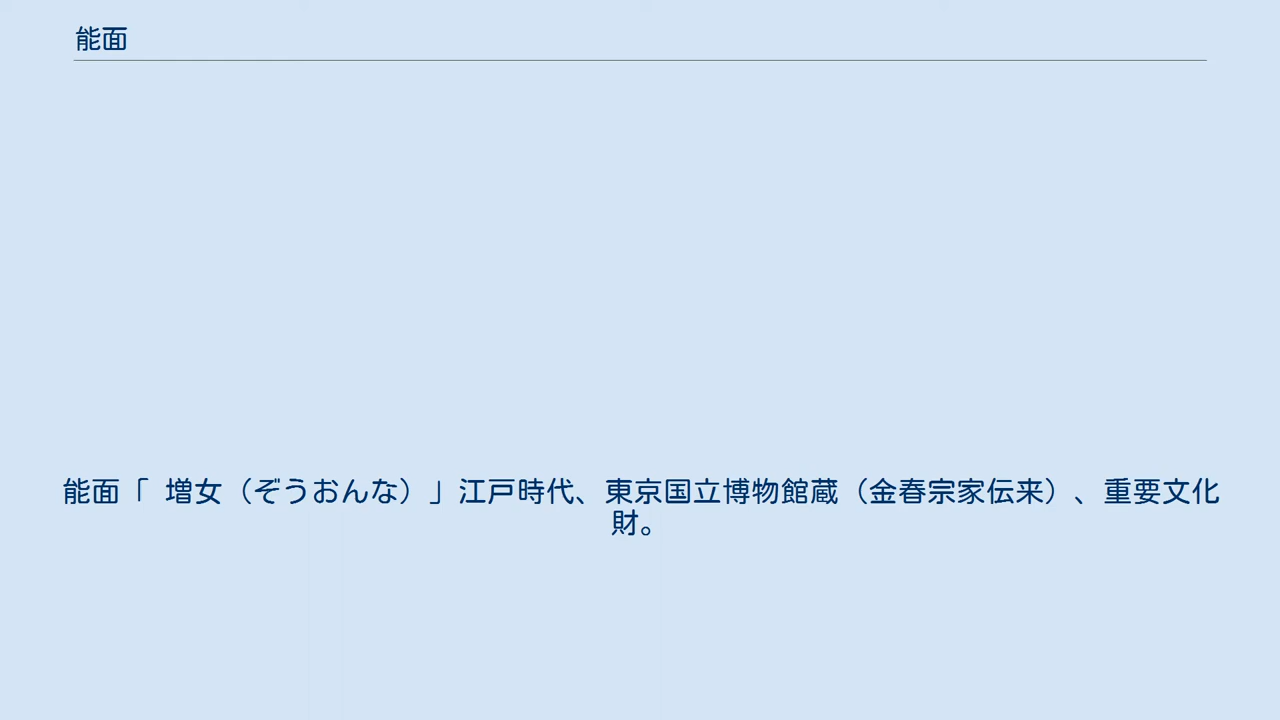 能面
能面「 増女（ぞうおんな）」江戸時代、東京国立博物館蔵（金春宗家伝来）、重要文化
財。